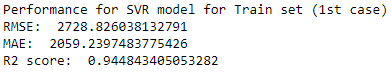 Performance for SVR model for Train set (1st case)
RMSE:  2728.826038132791
MAE:  2059.2397483775426
R2 score:  0.944843405053282